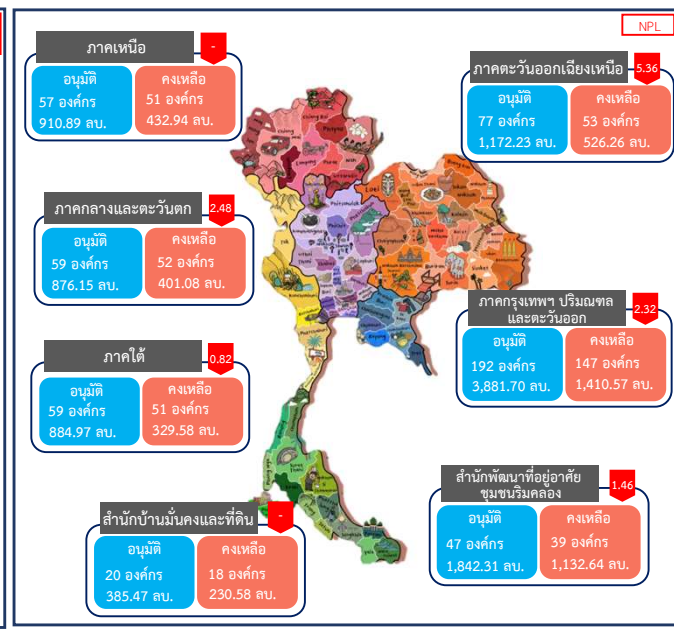 NPL
ภาคเหนือ
-
อนุมัติ
57 องค์กร
910.89 ลบ.
คงเหลือ
51 องค์กร
432.94 ลบ.
ภาคตะวันออกเฉียงเหนือ
5.36
อนุมัติ
77 องค์กร
1,172.23 ลบ.
คงเหลือ
53 องค์กร
526.26 ลบ.
ภาคกลางและตะวันตก
2.48
อนุมัติ
59 องค์กร
876.15 ลบ.
คงเหลือ
52 องค์กร
401.08 ลบ.
ภาคกรุงเทพฯ ปริมณฑล
และตะวันออก
2.32
อนุมัติ
192 องค์กร
3,881.70 ลบ.
คงเหลือ
147 องค์กร
1,410.57 ลบ.
ภาคใต้
0.82
อนุมัติ
59 องค์กร
884.97 ลบ.
คงเหลือ
51 องค์กร
329.58 ลบ.
สำนักพัฒนาที่อยู่อาศัย
ชุมชนริมคลอง
1.46
อนุมัติ
47 องค์กร
1,842.31 ลบ.
คงเหลือ
39 องค์กร
1,132.64 ลบ.
สำนักบ้านมั่นคงและที่ดิน
-
อนุมัติ
20 องค์กร
385.47 ลบ.
คงเหลือ
18 องค์กร
230.58 ลบ.
Loei
Tak